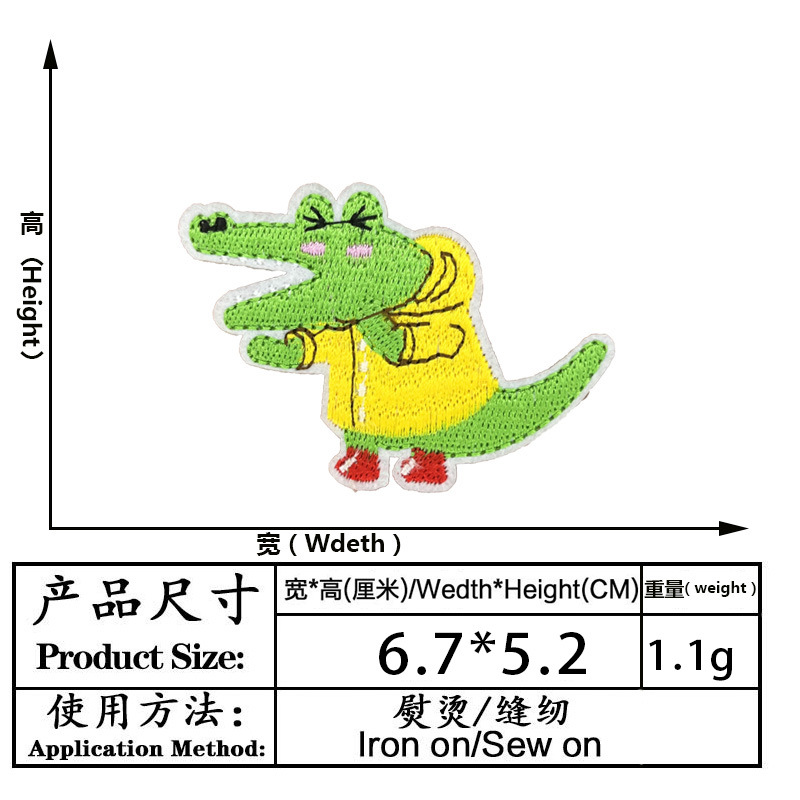 高（Height）
宽（Wdeth）
产品尺寸
Product Size:
宽*高(厘米)/Wedth*Height(CM)
重量( weight )
6.7*5.2
1.1g
使用方法：
Application Method:
熨烫/缝纫
Iron on/Sew on